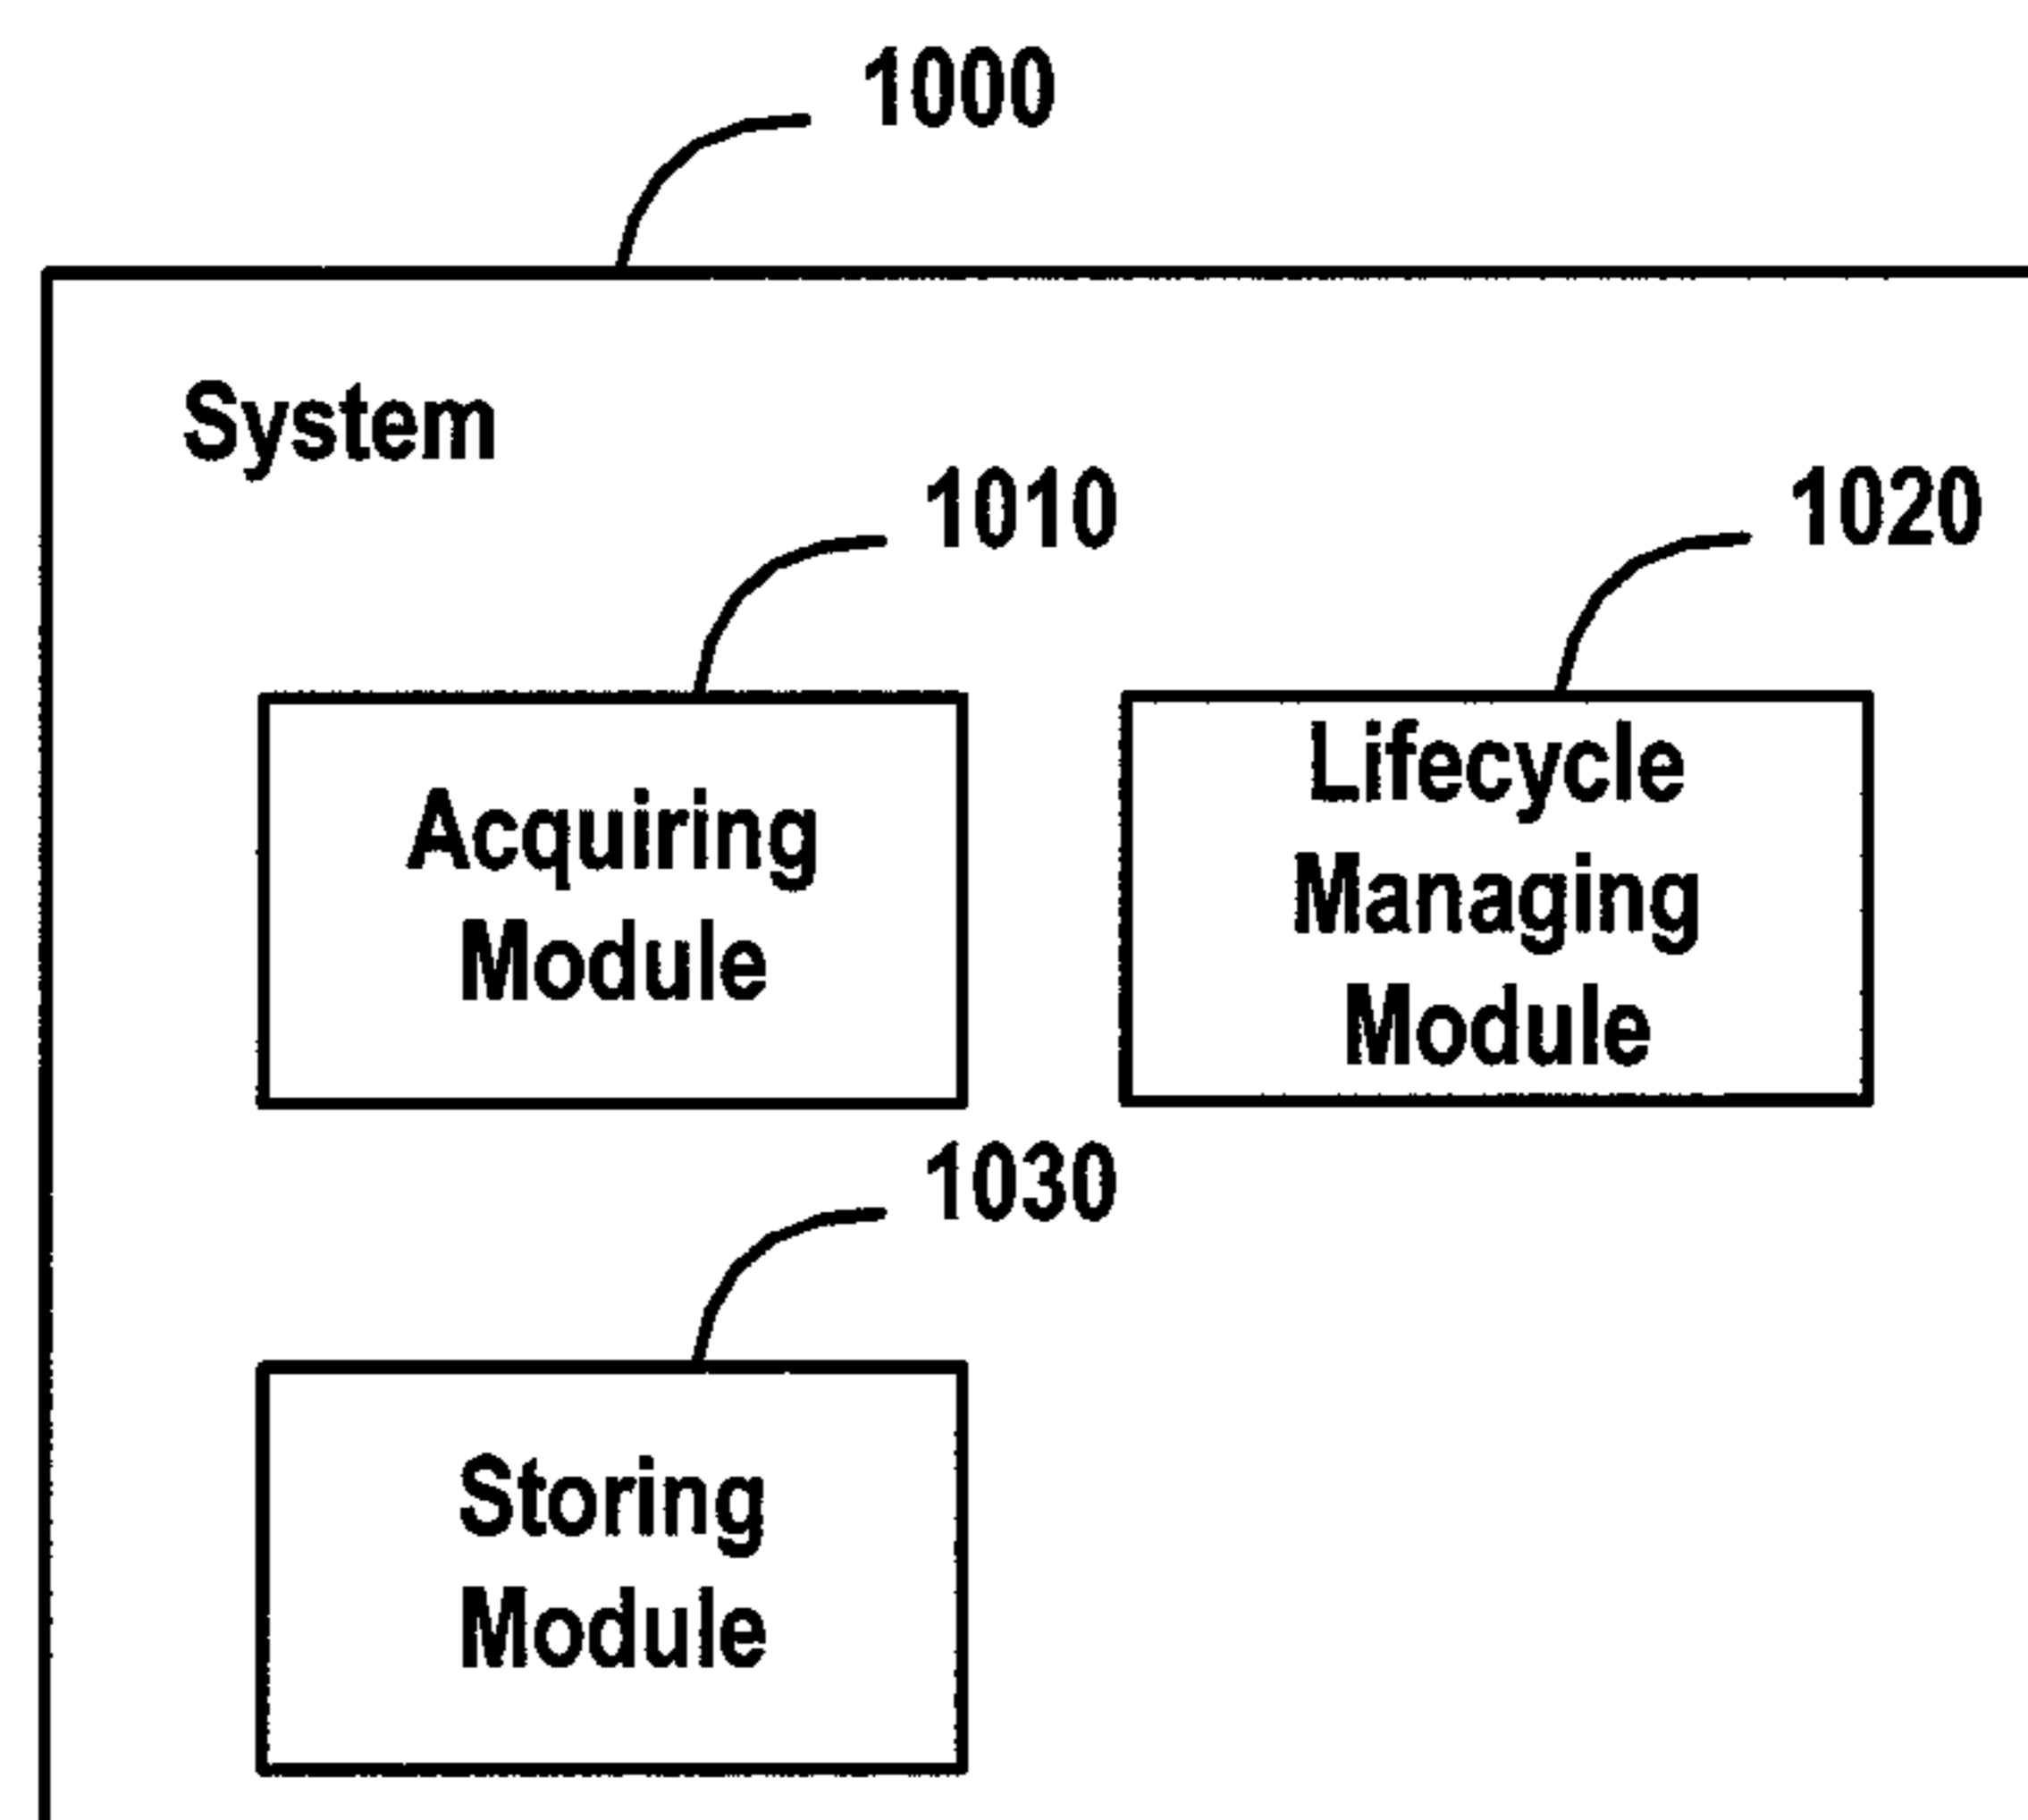 1000
System
1010
1020
Acquiring
Module
Lifecycle
Managing
Module
1030
Storing
Module